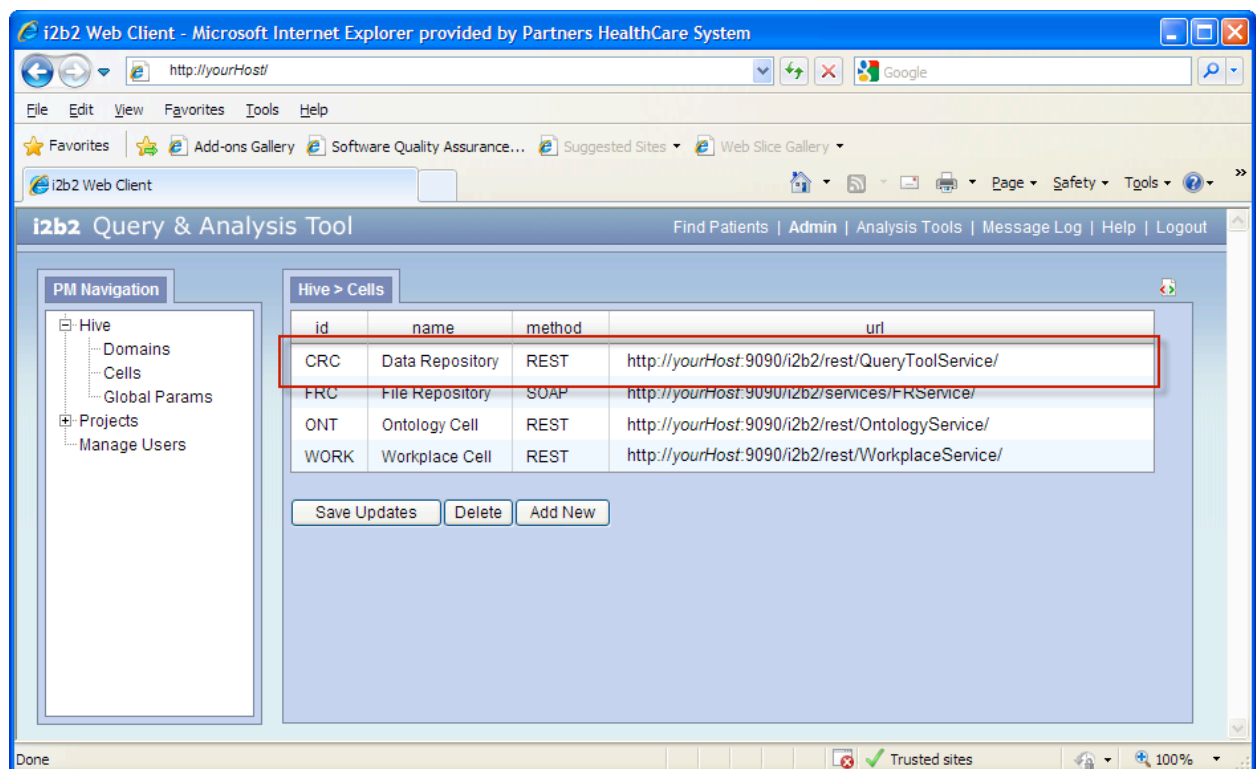 i2b2 Web Client - Microsoft Internet Explorer provided by Partners HealthCare System
http://yourHost/
Google
File Edit View Favorites Tools Help
Favorites Add-ons Gallery Software Quality Assurance... Suggested Sites Web Slice Gallery
i2b2 Web Client Page Safety Tools »
i2b2 Query & Analysis Tool Find Patients | Admin | Analysis Tools | Message Log | Help | Logout
PM Navigation
Hive
Domains
Cells
Global Params
Projects
Manage Users
Hive > Cells
id name method url
CRC Data Repository REST http://yourHost:9090/i2b2/rest/QueryToolService/
FRC File Repository SOAP http://yourHost:9090/i2b2/services/FRService/
ONT Ontology Cell REST http://yourHost:9090/i2b2/rest/OntologyService/
WORK Workplace Cell REST http://yourHost:9090/i2b2/rest/WorkplaceService/
Save Updates Delete Add New
Done Trusted sites 100%